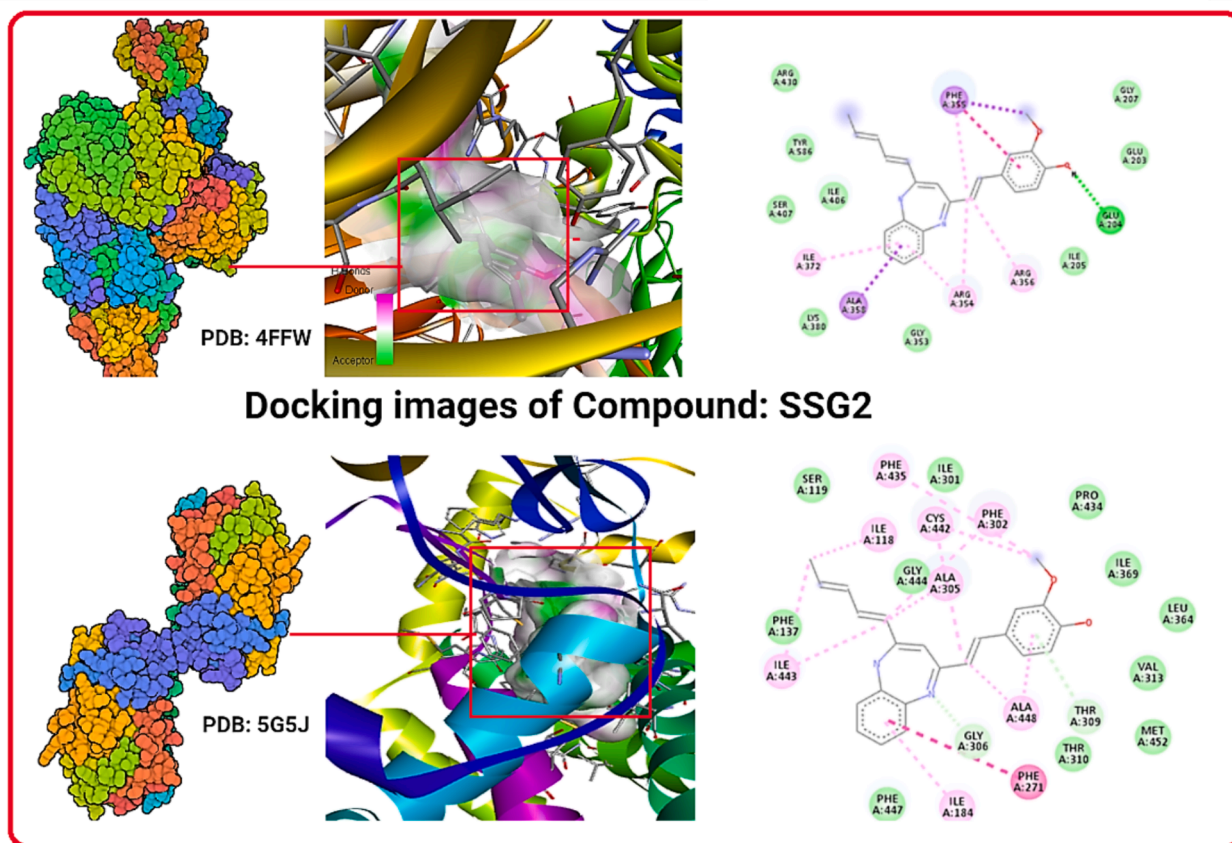 ARG
A:430
PHE
A:355
GLY
A:207
TYR
A:586
GLU
A:203
ILE
A:406
SER
A:407
GLU
A:204
ILE
A:205
ILE
A:372
ARG
A:356
ARG
A:354
ALA
A:358
LYS
A:380
GLY
A:353
H-Bonds
Donor
Acceptor
PDB: 4FFW
Docking images of Compound: SSG2
PHE
A:435
ILE
A:301
SER
A:119
PRO
A:434
CYS
A:442
PHE
A:302
ILE
A:118
GLY
A:444
ALA
A:305
ILE
A:369
LEU
A:364
PHE
A:137
ILE
A:443
VAL
A:313
ALA
A:448
THR
A:309
MET
A:452
GLY
A:306
THR
A:310
PHE
A:271
PHE
A:447
ILE
A:184
PDB: 5G5J